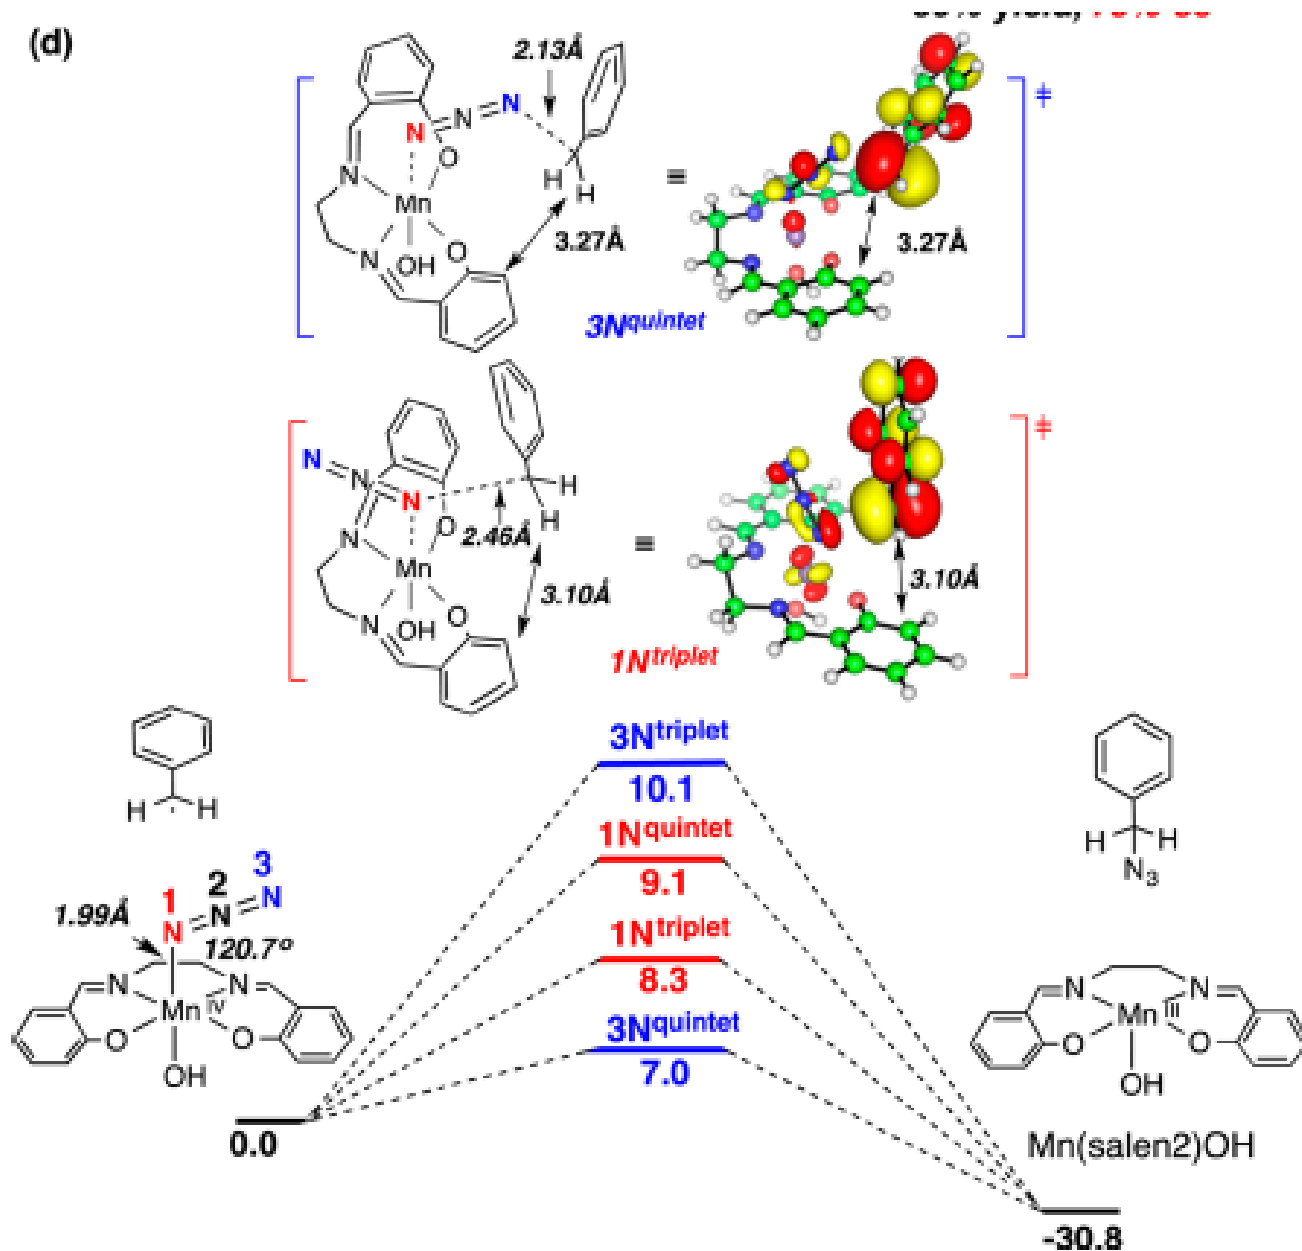 (d)
2.13Å
N N N
O
H
H
N
Mn
N
O
OH
3.27Å
=
3.27Å
‡
3Nquintet
N N N
H
H
O
2.46Å
N
Mn
N
O
OH
3.10Å
=
3.10Å
‡
1Ntriplet
3Ntriplet
10.1
1Nquintet
9.1
1Ntriplet
8.3
3Nquintet
7.0
H H
1 2 3
N N N
1.99Å
120.7º
N N
Mn IV
O O
OH
0.0
H H
N3
N N
Mn III
O O
OH
Mn(salen2)OH
-30.8